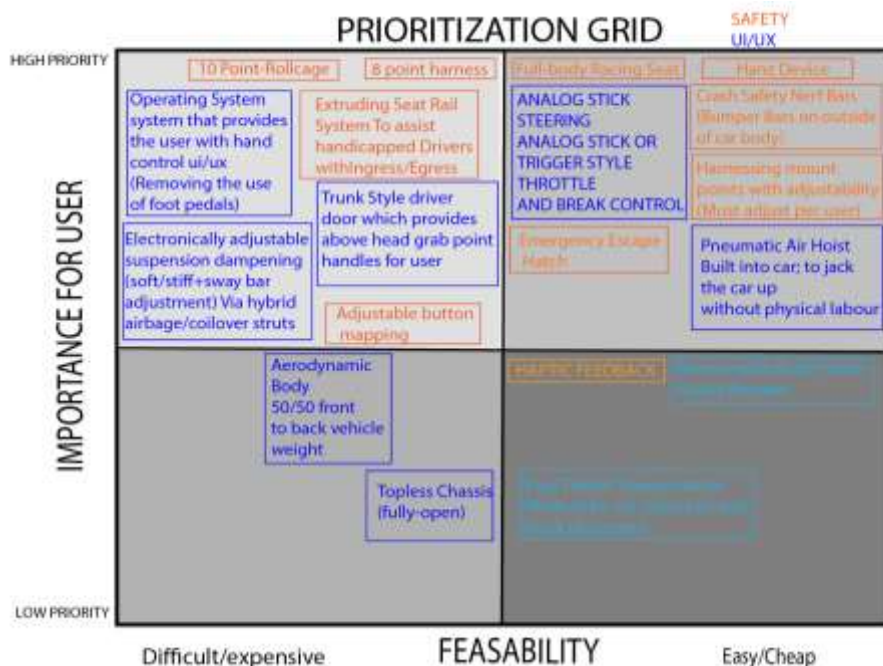 PRIORITIZATION GRID
SAFETY
UI/UX
HIGH PRIORITY
10 Point-Rollcage
8 point harness
Full-body Racing Seat
Hanz Device
Operating System
system that provides
the user with hand
control ui/ux
(Removing the use
of foot pedals)
Extruding Seat Rail
System To assist
handicapped Drivers
withIngress/Egress
ANALOG STICK
STEERING
ANALOG STICK OR
TRIGGER STYLE
THROTTLE
AND BREAK CONTROL
Crash Safety Nerf Bars
(Bumper Bars on outside
of car body)
Harnessing mount
points with adjustability
(Must adjust per user)
Trunk Style driver
door which provides
above head grab point
handles for user
Electronically adjustable
suspension dampening
(soft/stiff+sway bar
adjustment) Via hybrid
airbage/coilover struts
Emergency Escape
Hatch
Pneumatic Air Hoist
Built into car; to jack
the car up
without physical labour
Adjustable button
mapping
IMPORTANCE FOR USER
Aerodynamic
Body
50/50 front
to back vehicle
weight
HAPTIC FEEDBACK
Topless Chassis
(fully-open)
LOW PRIORITY
Difficult/expensive
FEASABILITY
Easy/Cheap